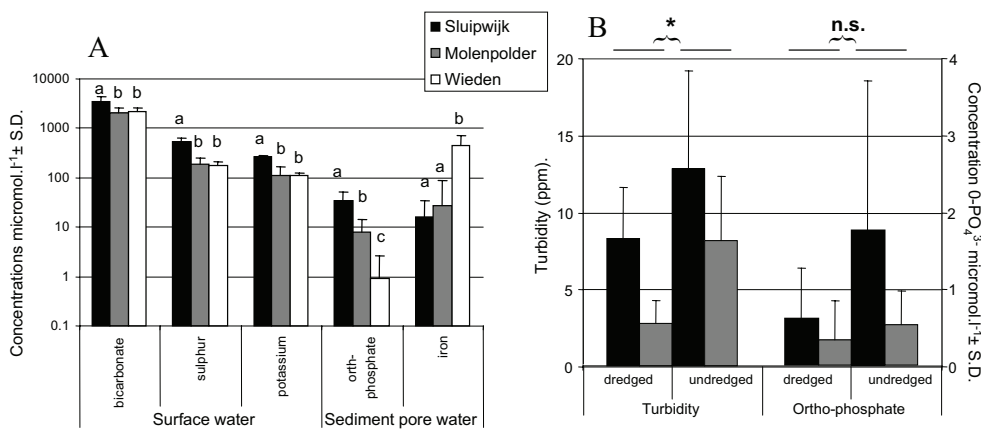 A
Sluipwijk
Molenpolder
Wieden
Concentrations micromol.l⁻¹± S.D.
10000
1000
100
10
1
0.1
a b b
a b b
a b b
a b c
a a b
bicarbonate
sulphur
potassium
orth-
phosphate
iron
Surface water
Sediment pore water
B
*
n.s.
Turbidity (ppm).
20
15
10
5
0
Concentration 0-PO₄³⁻ micromol.l⁻¹± S.D.
4
3
2
1
0
dredged
undredged
dredged
undredged
Turbidity
Ortho-phosphate